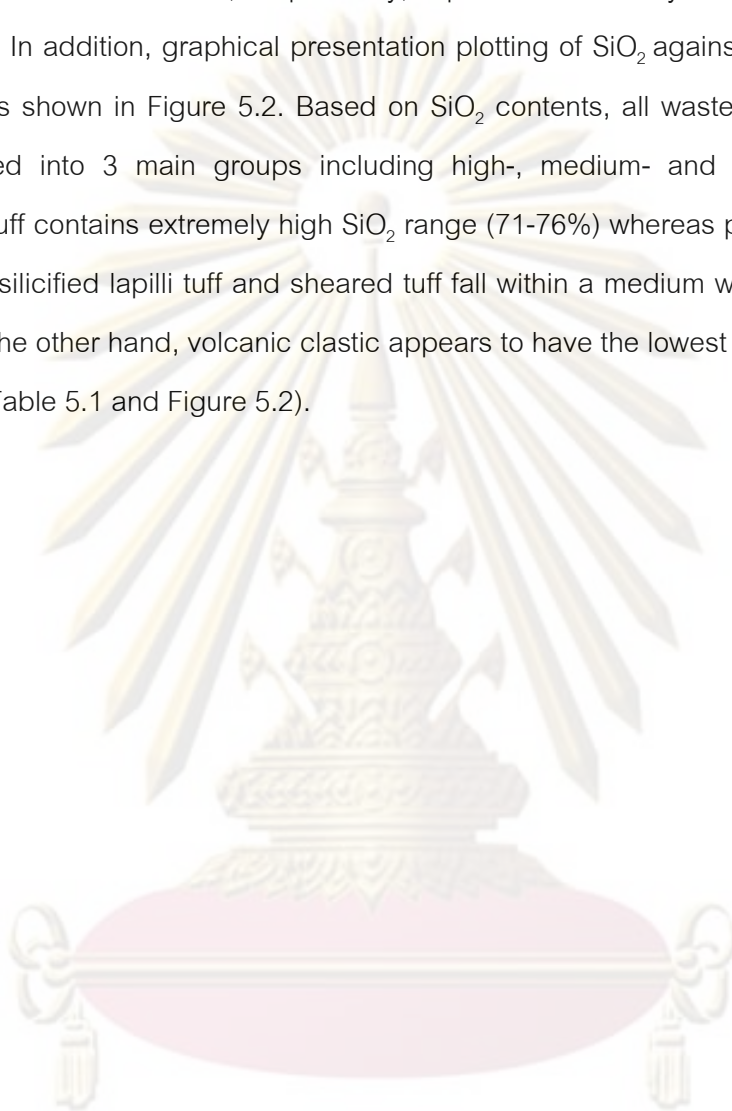 In addition, graphical presentation plotting of SiO₂ against
s shown in Figure 5.2. Based on SiO₂ contents, all waste
ed into 3 main groups including high-, medium- and
uff contains extremely high SiO₂ range (71-76%) whereas p
silicified lapilli tuff and sheared tuff fall within a medium w
he other hand, volcanic clastic appears to have the lowest
Table 5.1 and Figure 5.2).